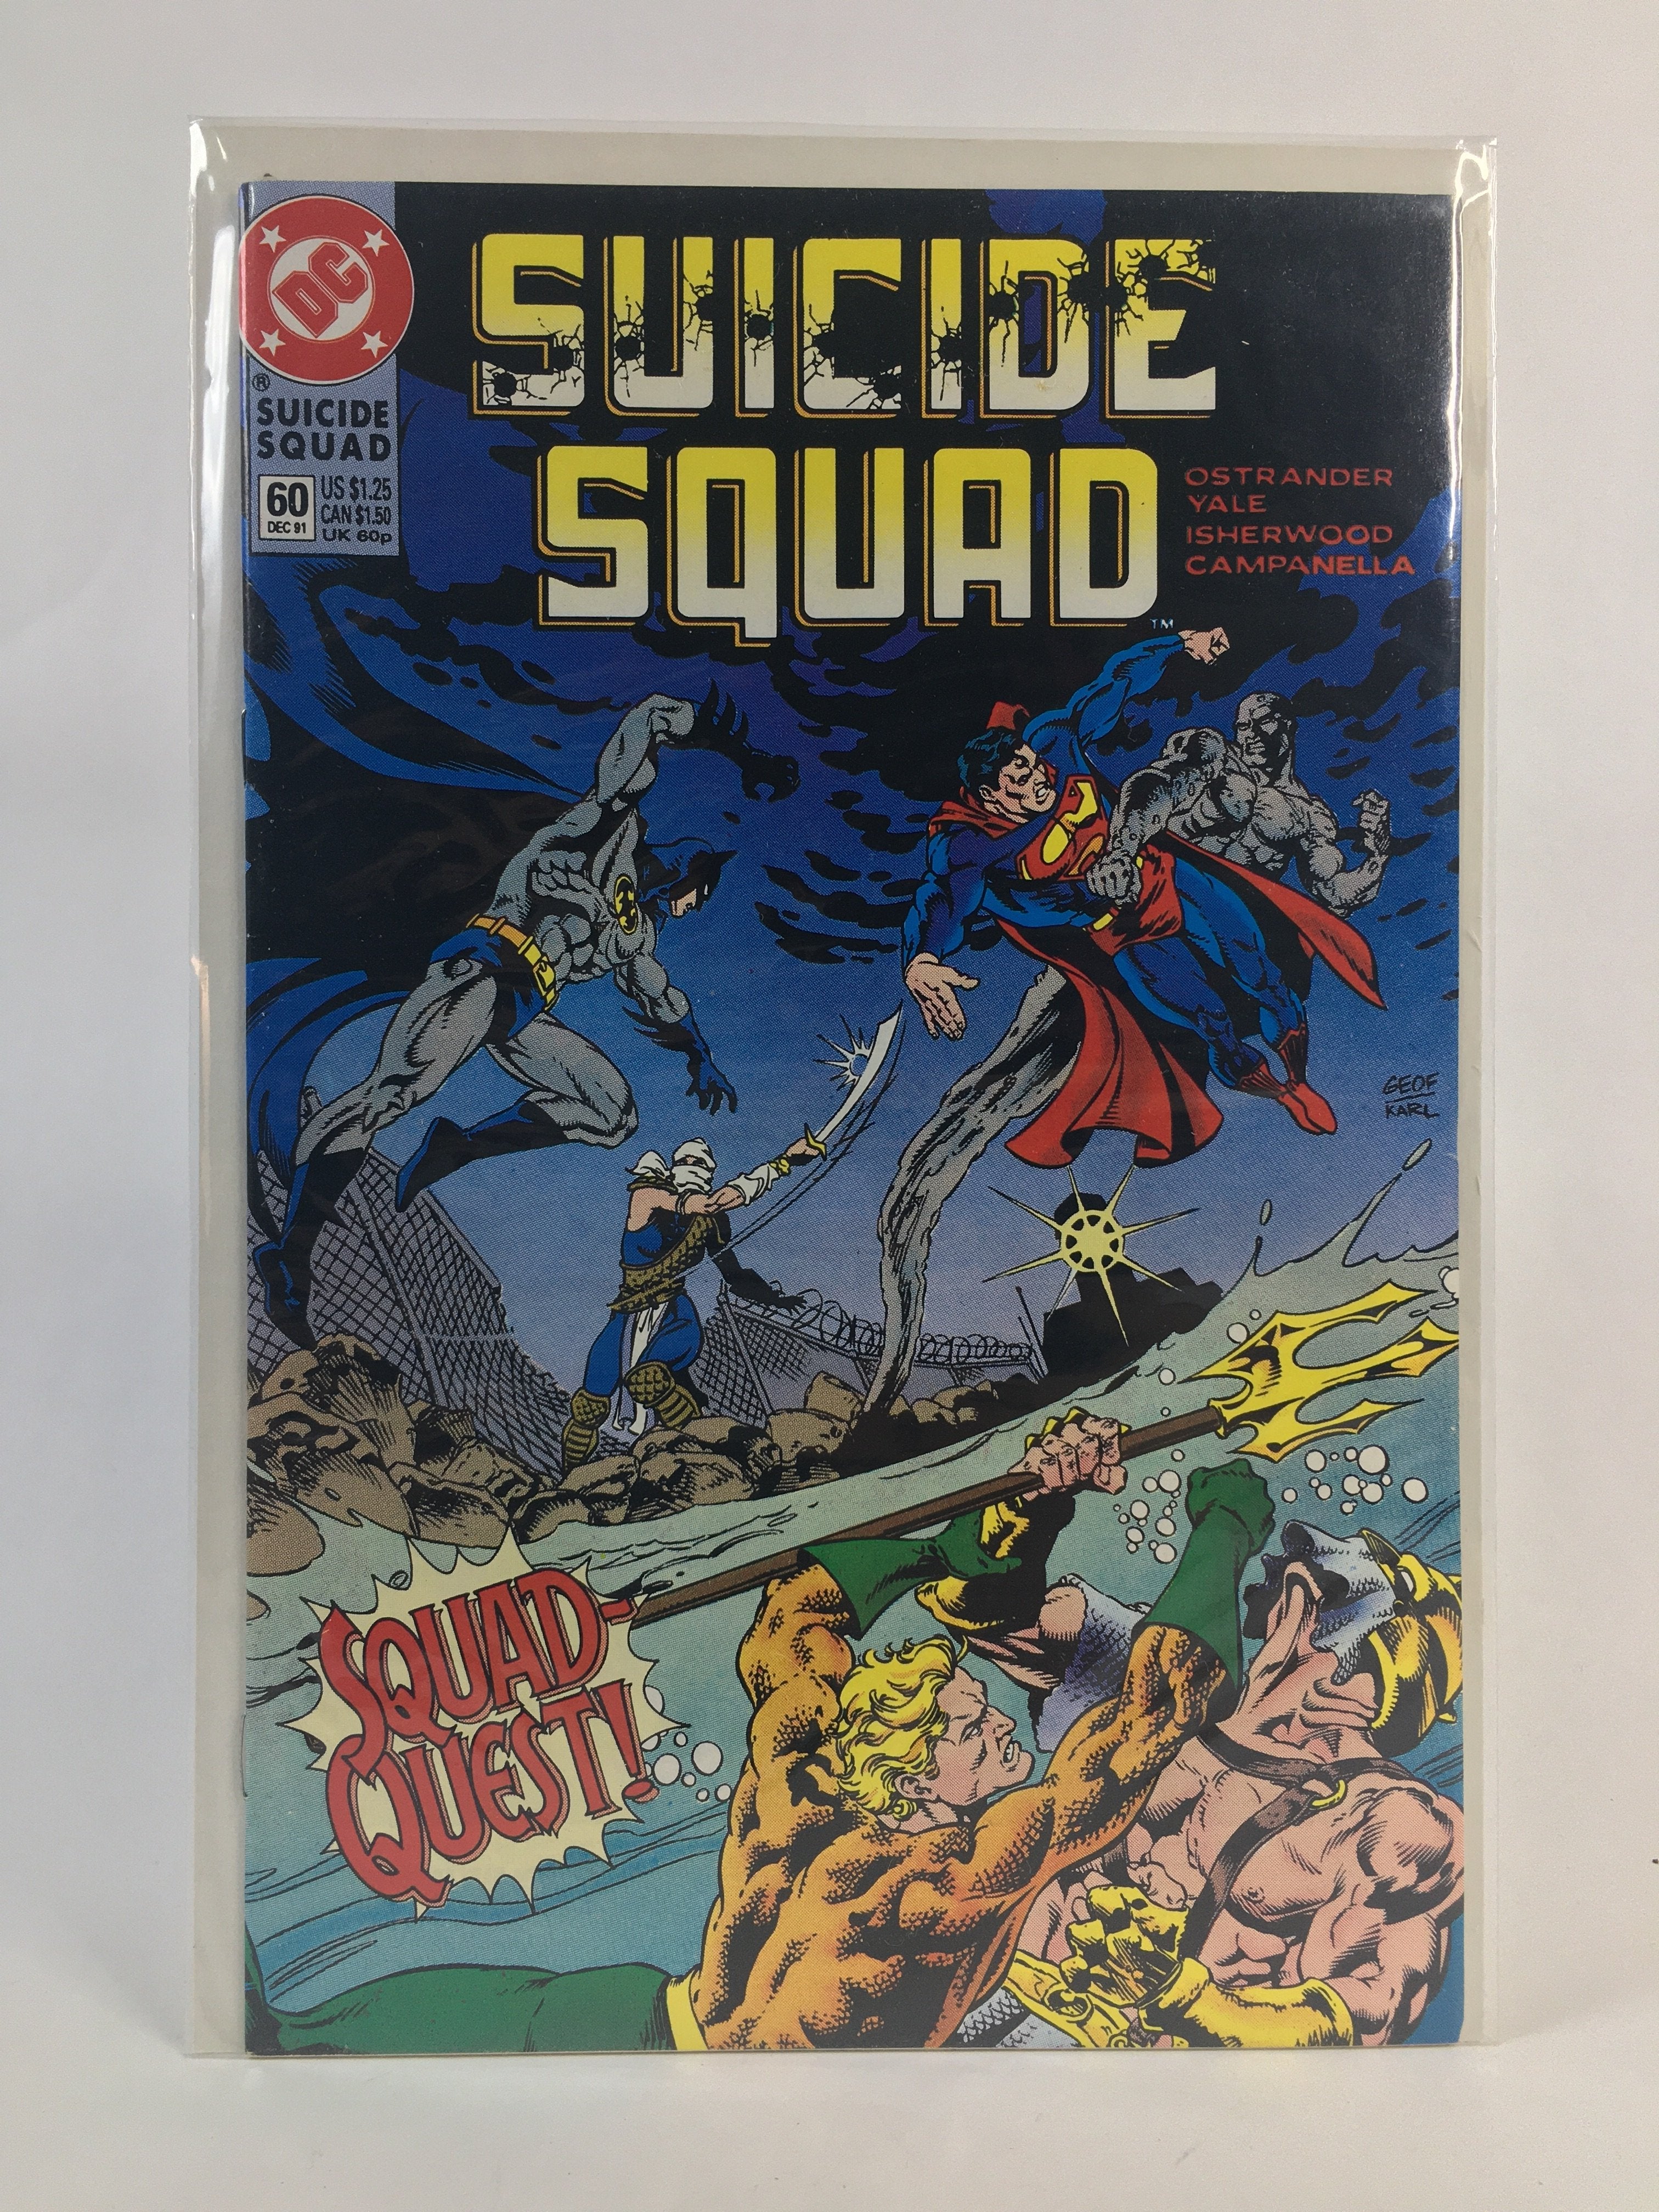 DC
®
SUICIDE
SQUAD
60
DEC 91
US $1.25
CAN $1.50
UK 60p
SUICIDE
SQUAD
TM
OSTRANDER
YALE
ISHERWOOD
CAMPANELLA
GEOF
KARL
SQUAD-
QUEST!